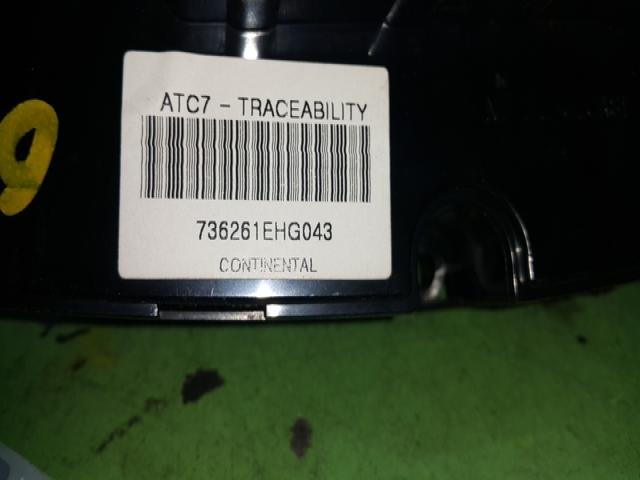 ATC7 - TRACEABILITY
736261EHG043
CONTINENTAL